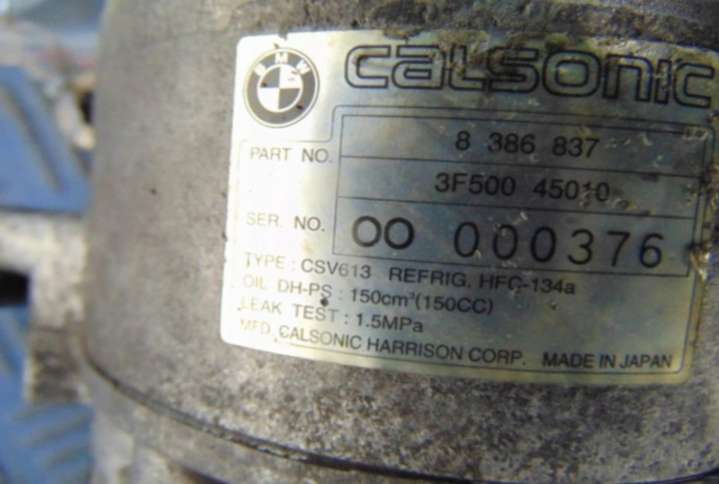 BMW CALSONIC
PART NO. 8 386 837
3F500 45010
SER. NO. OO 000376
TYPE : CSV613 REFRIG. HFC-134a
OIL DH-PS : 150cm³(150CC)
LEAK TEST : 1.5MPa
MFD. CALSONIC HARRISON CORP. MADE IN JAPAN